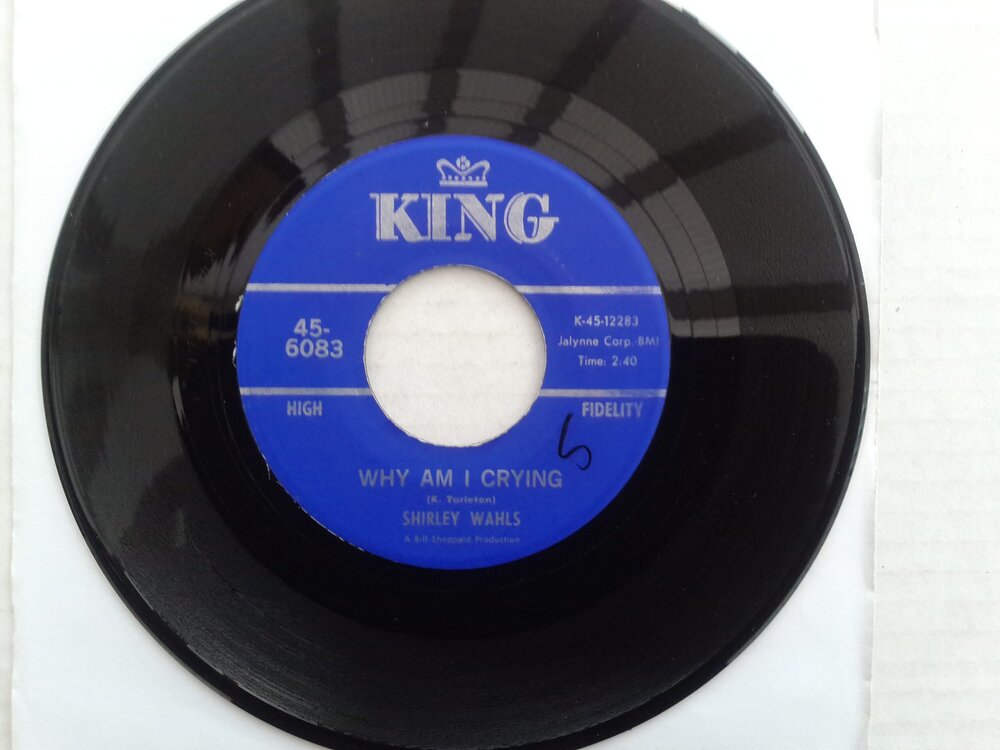 KING
45-
6083
K-45-12283
Jalynne Corp.-BMI
Time: 2:40
HIGH FIDELITY
5
WHY AM I CRYING
(K. Tarleton)
SHIRLEY WAHLS
A Bill Sheppard Production